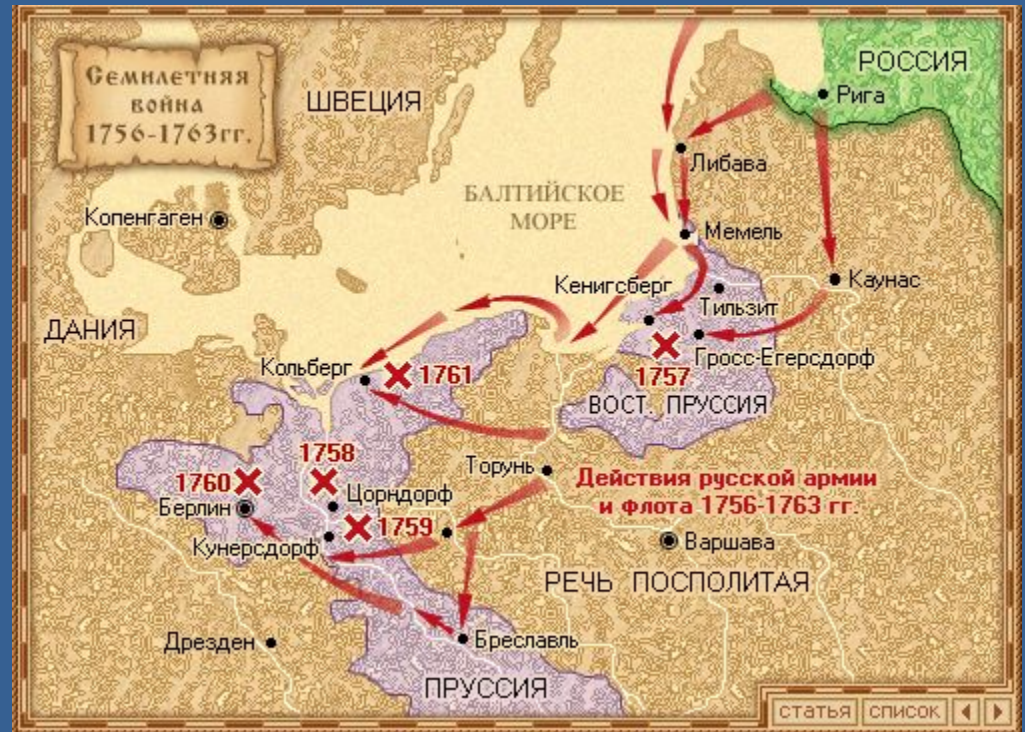 Семилетняя
война
1756-1763гг.
РОССИЯ
ШВЕЦИЯ
Рига
Либава
БАЛТИЙСКОЕ
МОРЕ
Копенгаген
Мемель
Кенигсберг
Каунас
Тильзит
ДАНИЯ
Гросс-Егерсдорф
Кольберг
1761
1757
ВОСТ. ПРУССИЯ
1758
Торунь
Действия русской армии
и флота 1756-1763 гг.
1760
Цорндорф
Берлин
1759
Кунерсдорф
Варшава
РЕЧЬ ПОСПОЛИТАЯ
Дрезден
Бреславль
ПРУССИЯ
статья список